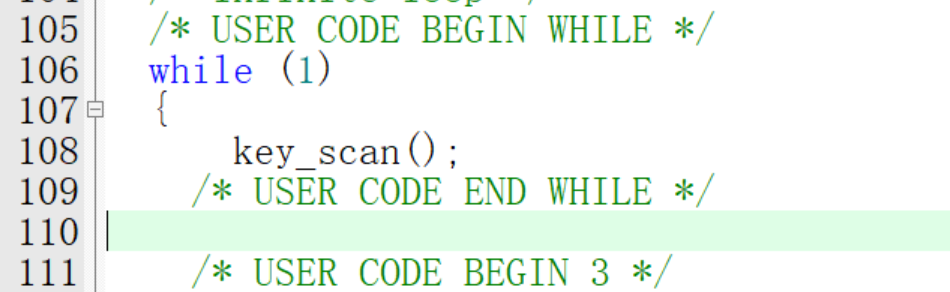 105 /* USER CODE BEGIN WHILE */
106 while (1)
107 {
108 key_scan();
109 /* USER CODE END WHILE */
110
111 /* USER CODE BEGIN 3 */